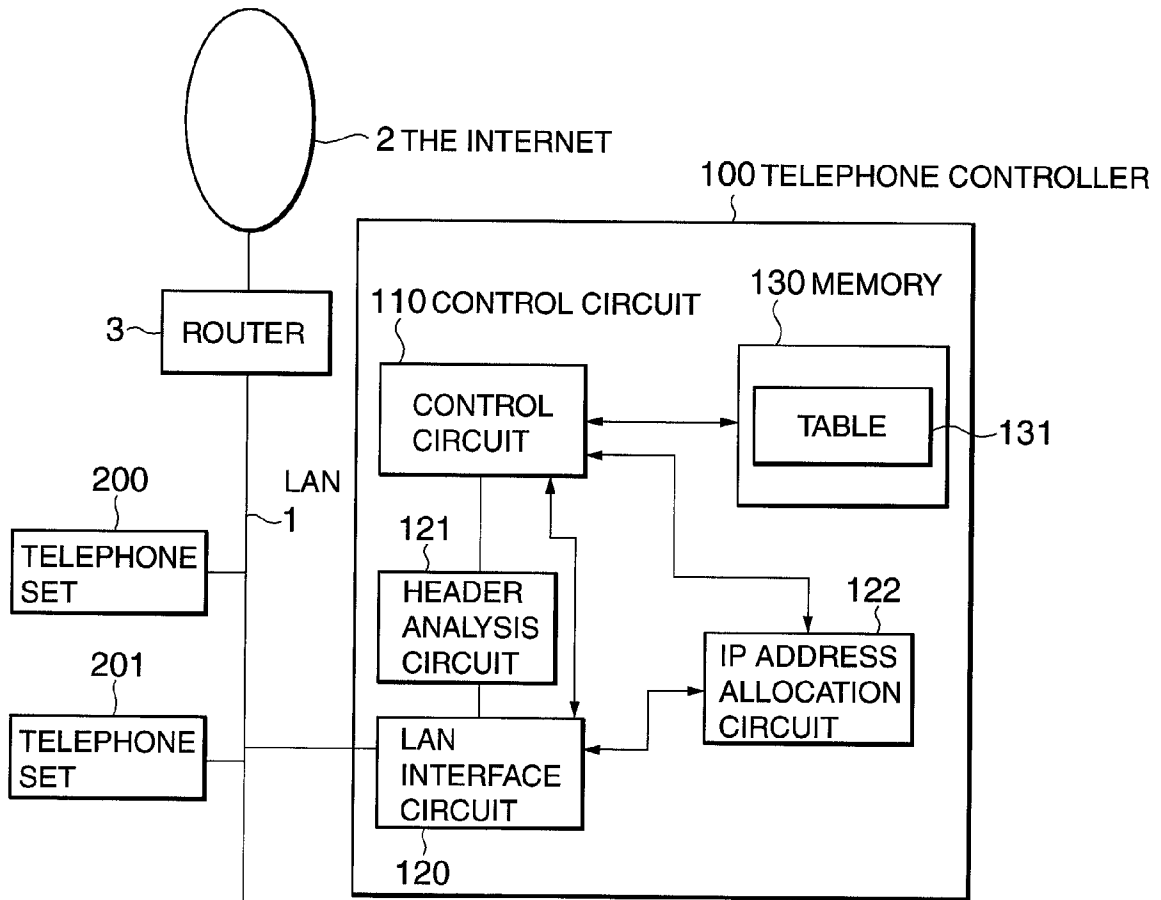 2 THE INTERNET
100 TELEPHONE CONTROLLER
3
ROUTER
110 CONTROL CIRCUIT
130 MEMORY
CONTROL
CIRCUIT
TABLE
131
LAN
1
200
TELEPHONE
SET
121
HEADER
ANALYSIS
CIRCUIT
122
IP ADDRESS
ALLOCATION
CIRCUIT
201
TELEPHONE
SET
LAN
INTERFACE
CIRCUIT
120